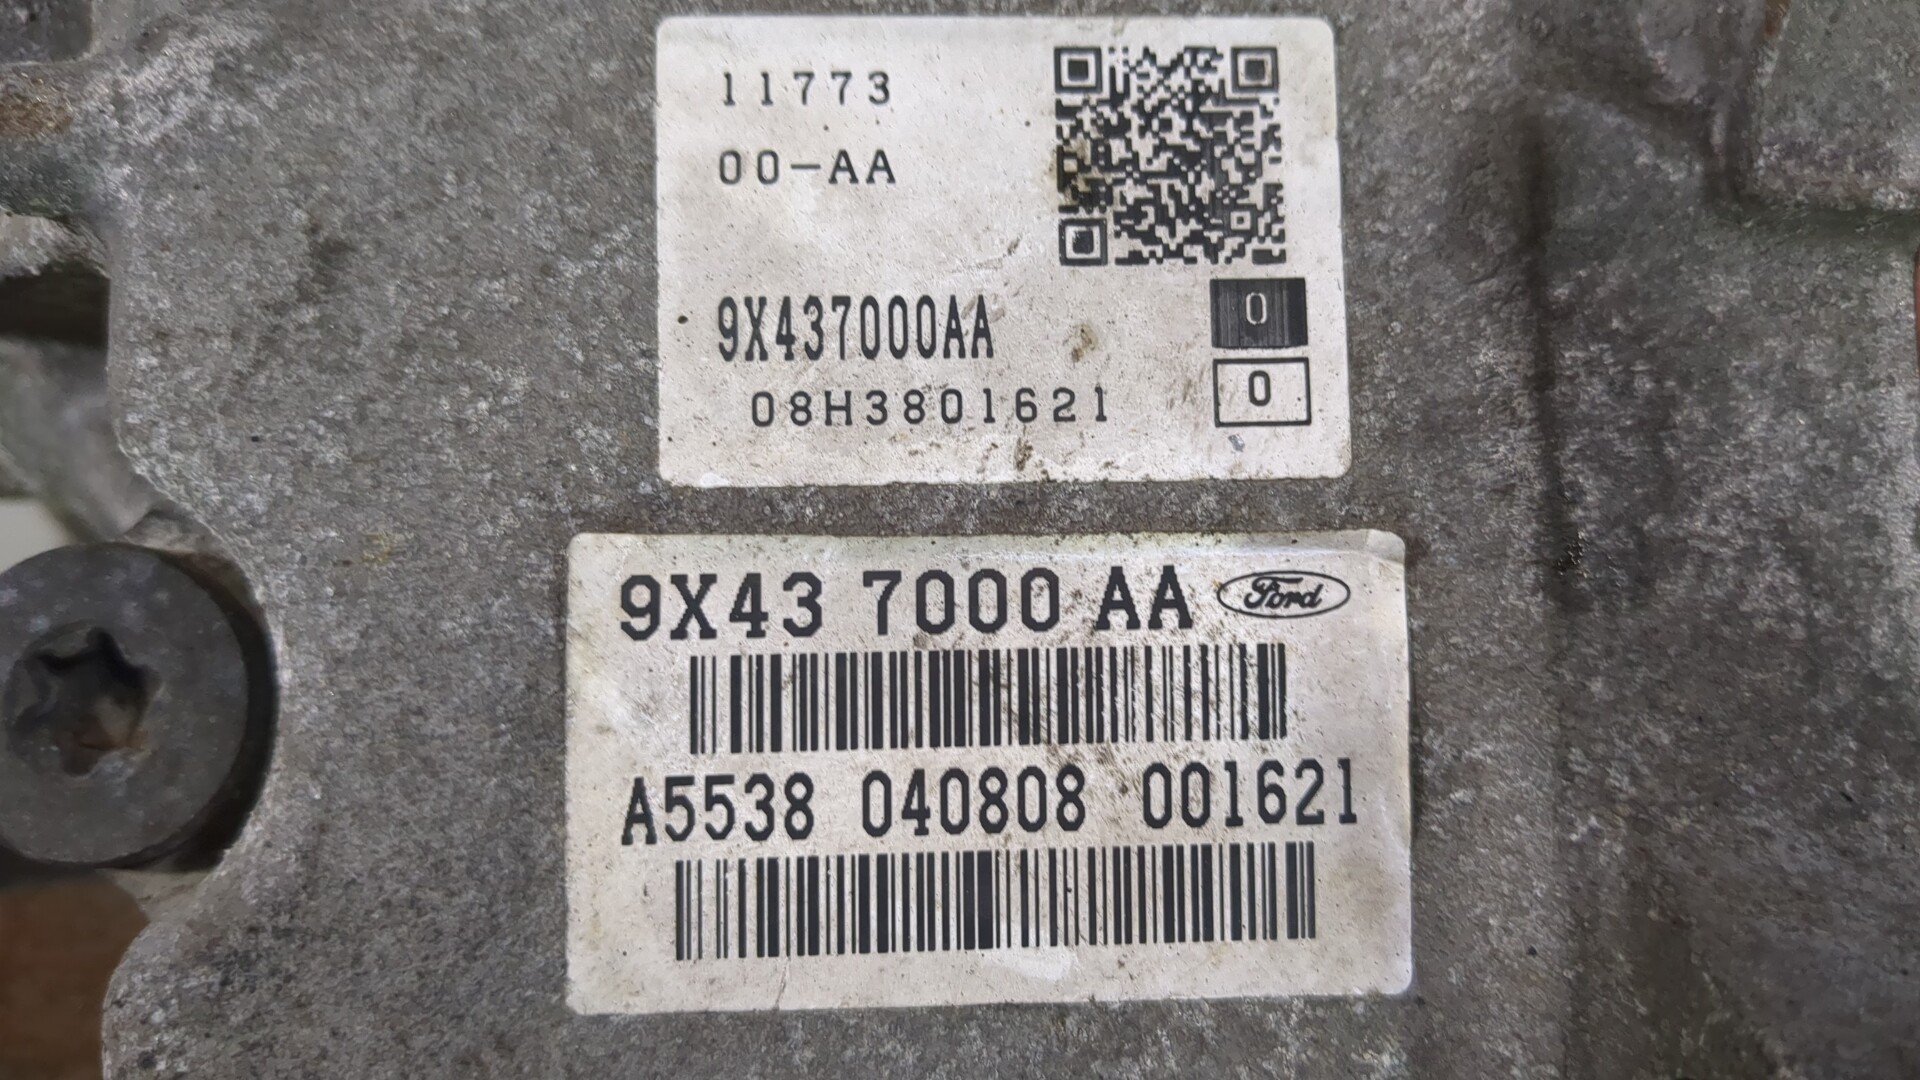 11773
00-AA
9X437000AA
0
08H3801621
0
9X43 7000 AA Ford
A5538 040808 001621